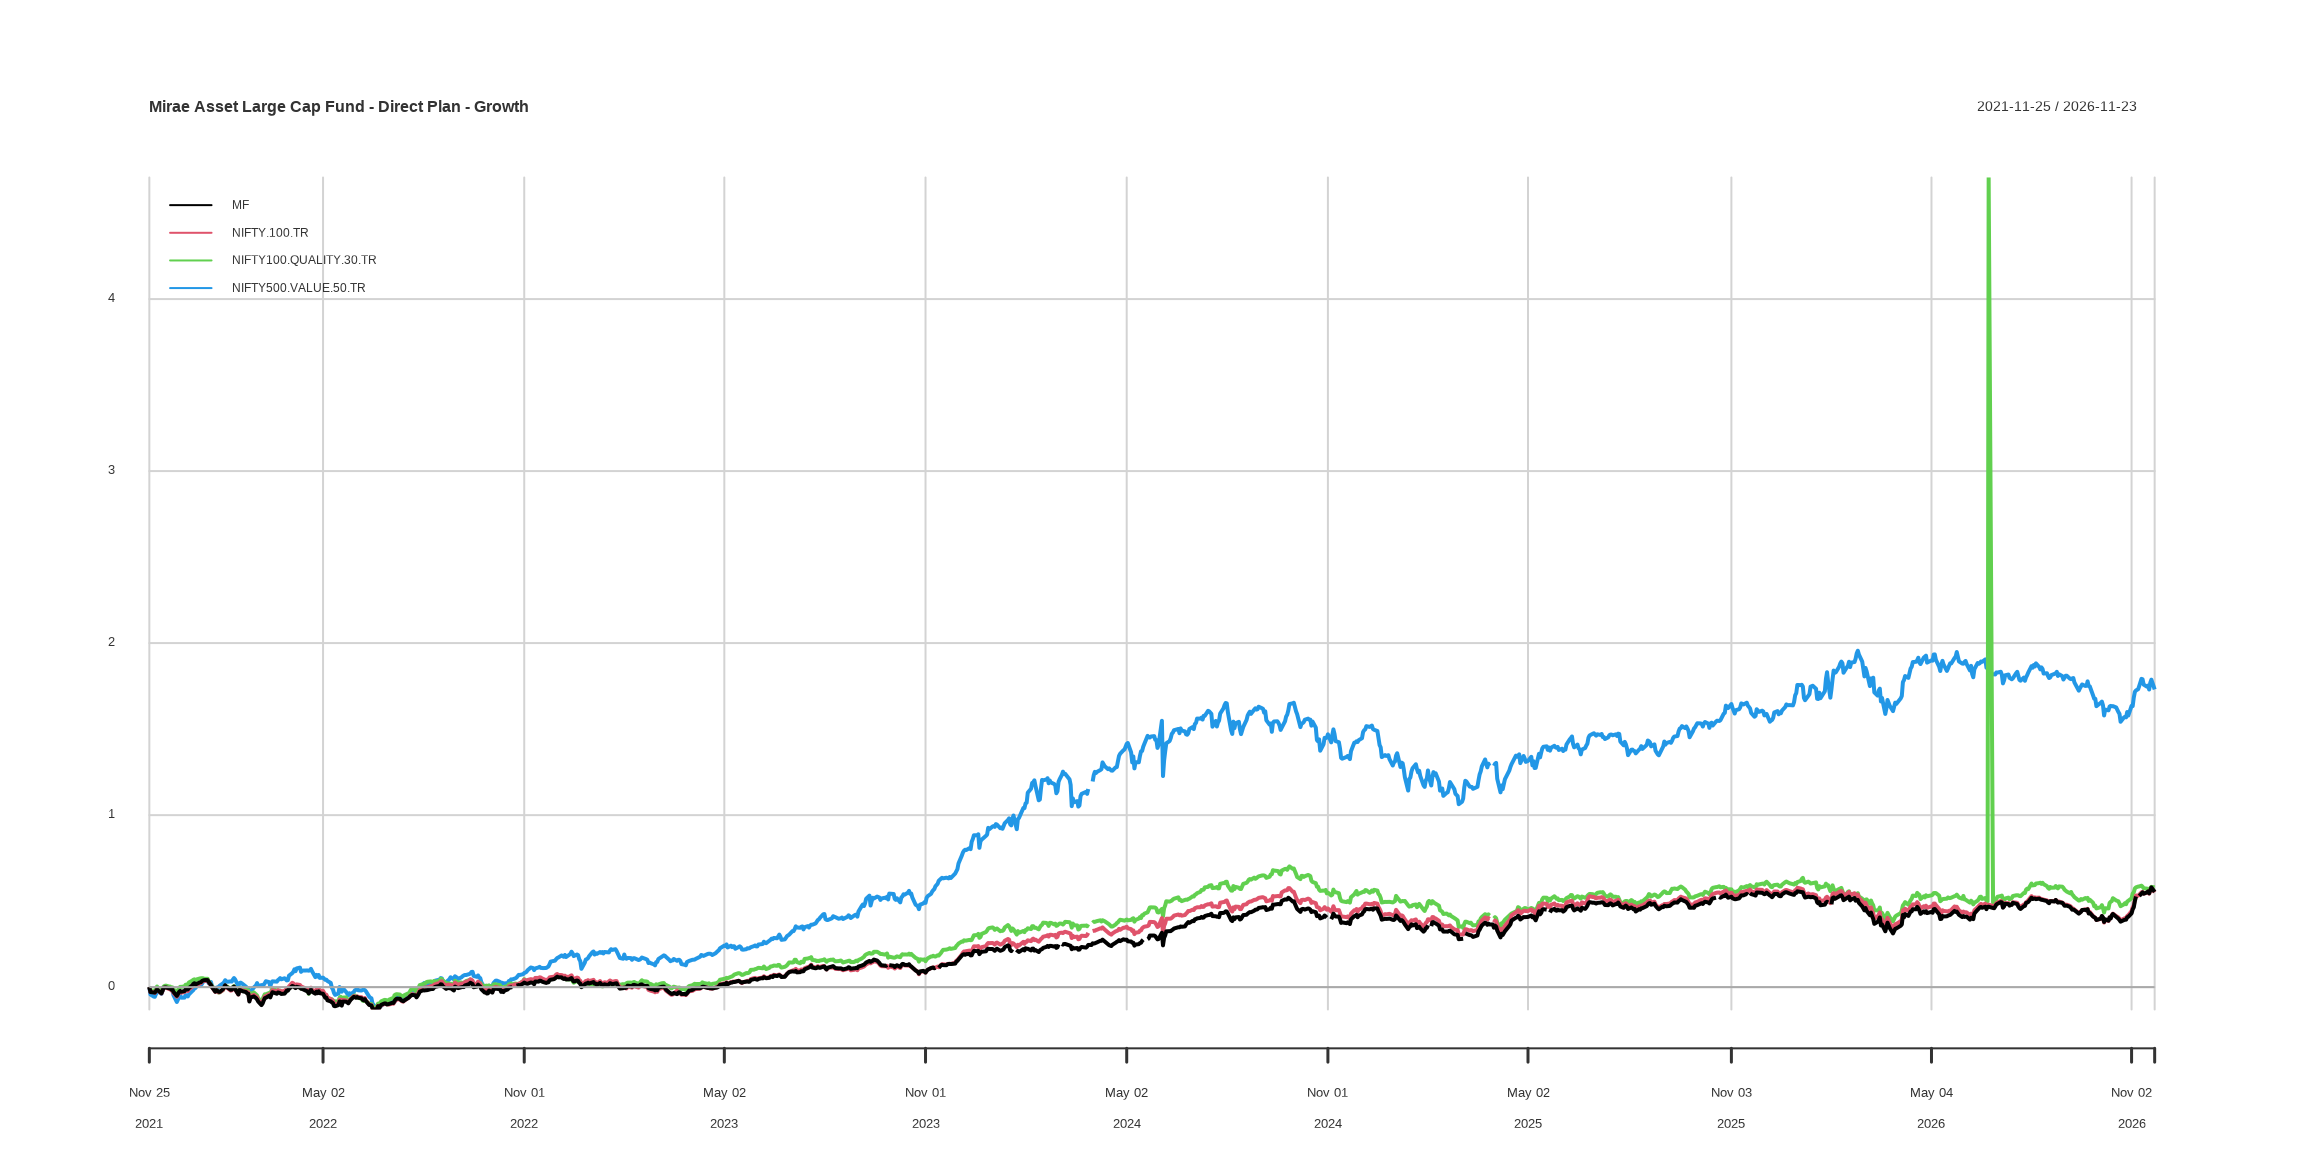 Mirae Asset Large Cap Fund - Direct Plan - Growth
2021-11-25 / 2026-11-23
MF
NIFTY.100.TR
NIFTY100.QUALITY.30.TR
NIFTY500.VALUE.50.TR
4
3
2
1
0
Nov 25 May 02 Nov 01 May 02 Nov 01 May 02 Nov 01 May 02 Nov 03 May 04 Nov 02
2021 2022 2022 2023 2023 2024 2024 2025 2025 2026 2026